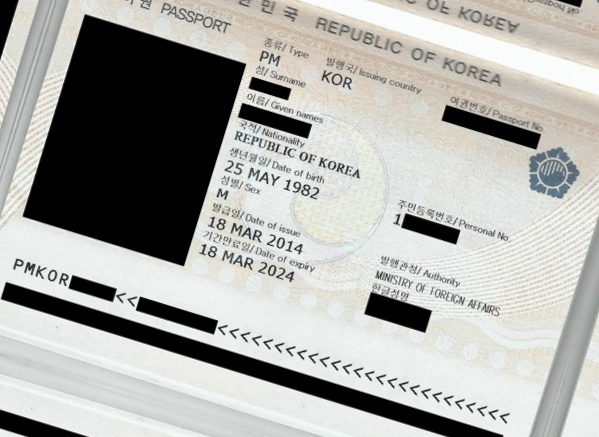 PASSPORT
민 국 REPUBLIC OF KOREA
종류/ Type
발행국/ Issuing country
PM
KOR
성/ Surname
여권번호/ Passport No.
이름/ Given names
국적/ Nationality
REPUBLIC OF KOREA
생년월일/ Date of birth
25 MAY 1982
성별/ Sex
M
주민등록번호/ Personal No.
1
발급일/ Date of issue
18 MAR 2014
기간만료일/ Date of expiry
18 MAR 2024
발행관청/ Authority
MINISTRY OF FOREIGN AFFAIRS
한글성명
PMKOR